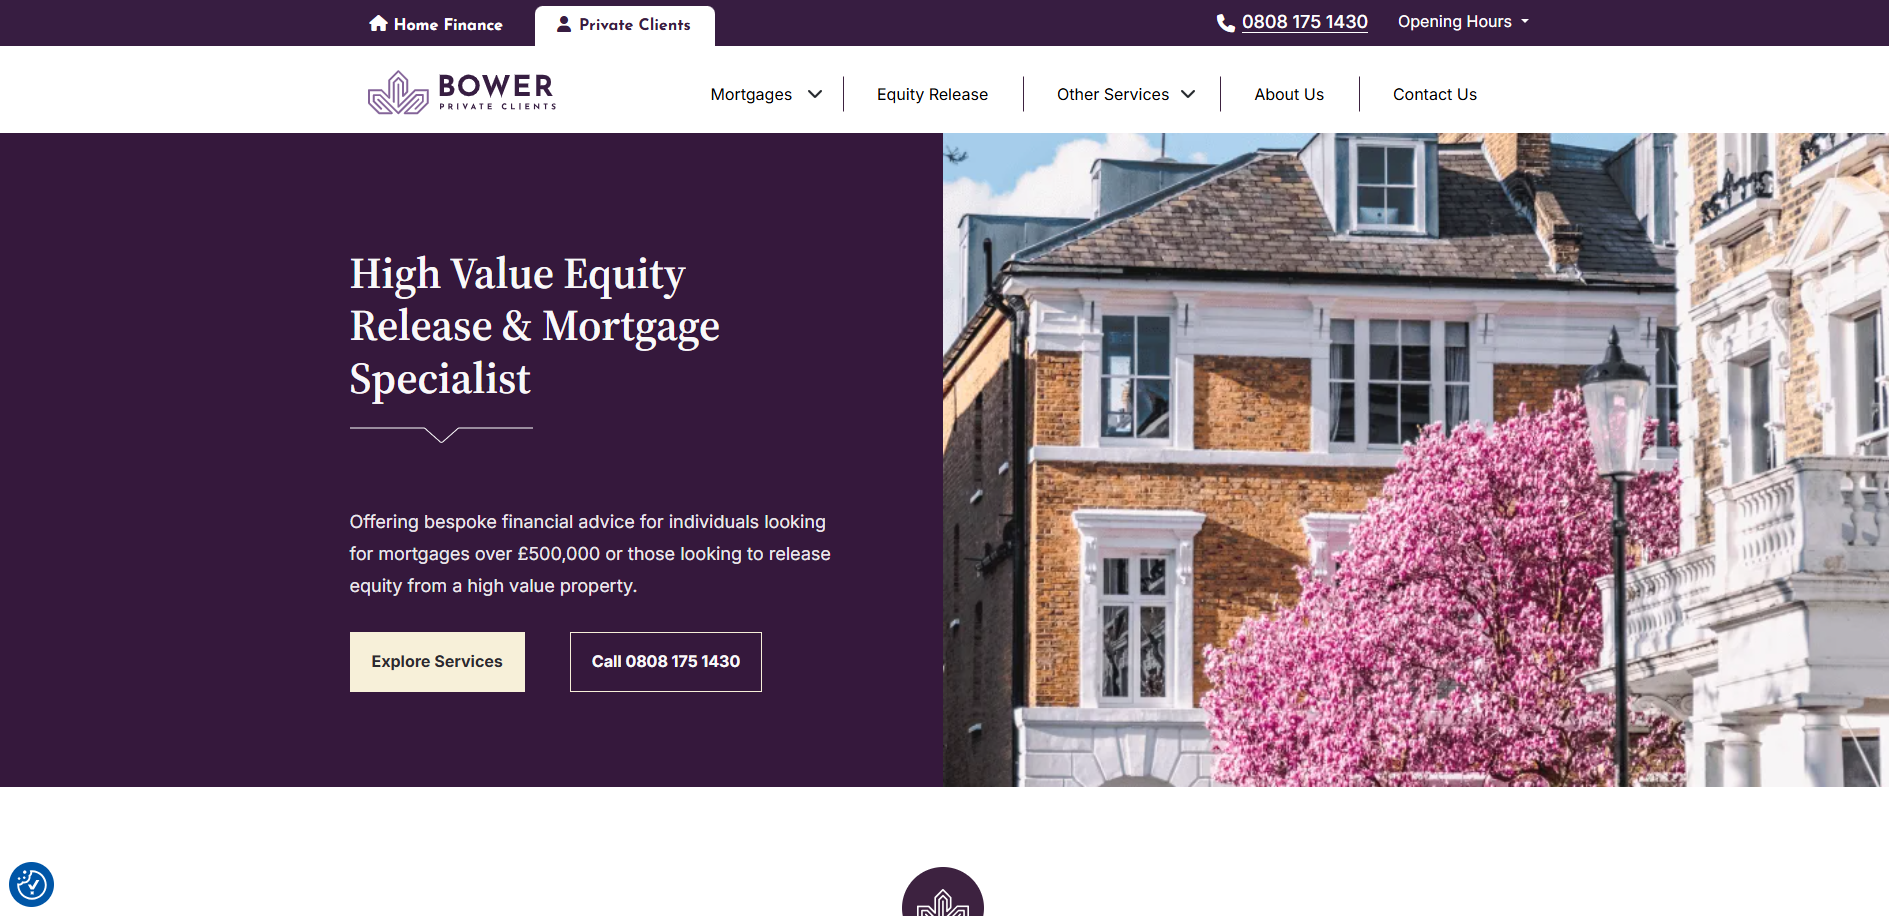 Home Finance
Private Clients
0808 175 1430
Opening Hours
BOWER
PRIVATE CLIENTS
Mortgages
Equity Release
Other Services
About Us
Contact Us
High Value Equity
Release & Mortgage
Specialist
Offering bespoke financial advice for individuals looking
for mortgages over £500,000 or those looking to release
equity from a high value property.
Explore Services
Call 0808 175 1430